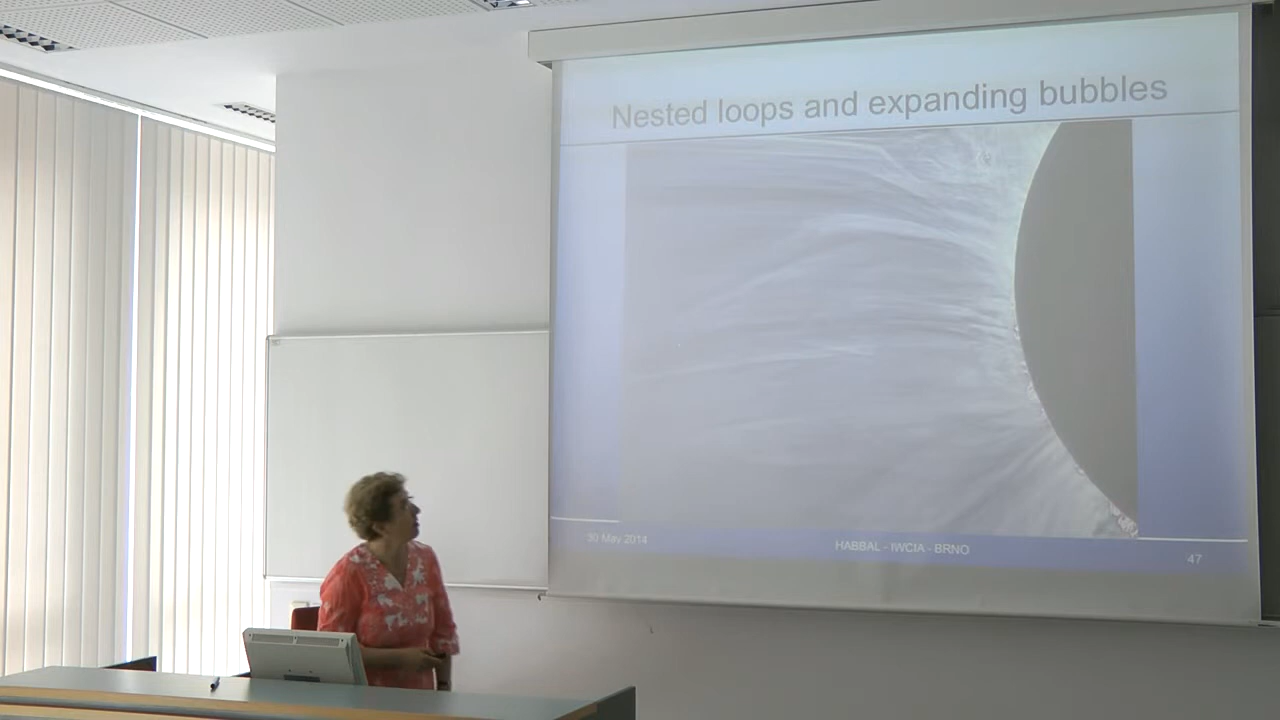 Nested loops and expanding bubbles
30 May 2014
HABBAL - IWCIA - BRNO
47